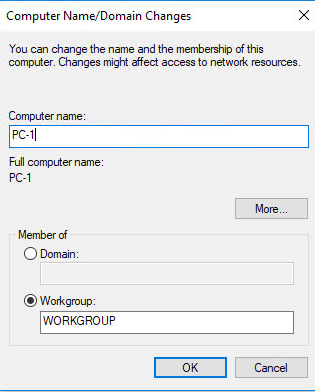 Computer Name/Domain Changes
You can change the name and the membership of this
computer. Changes might affect access to network resources.
Computer name:
PC-1
Full computer name:
PC-1
More...
Member of
Domain:
Workgroup:
WORKGROUP
OK Cancel